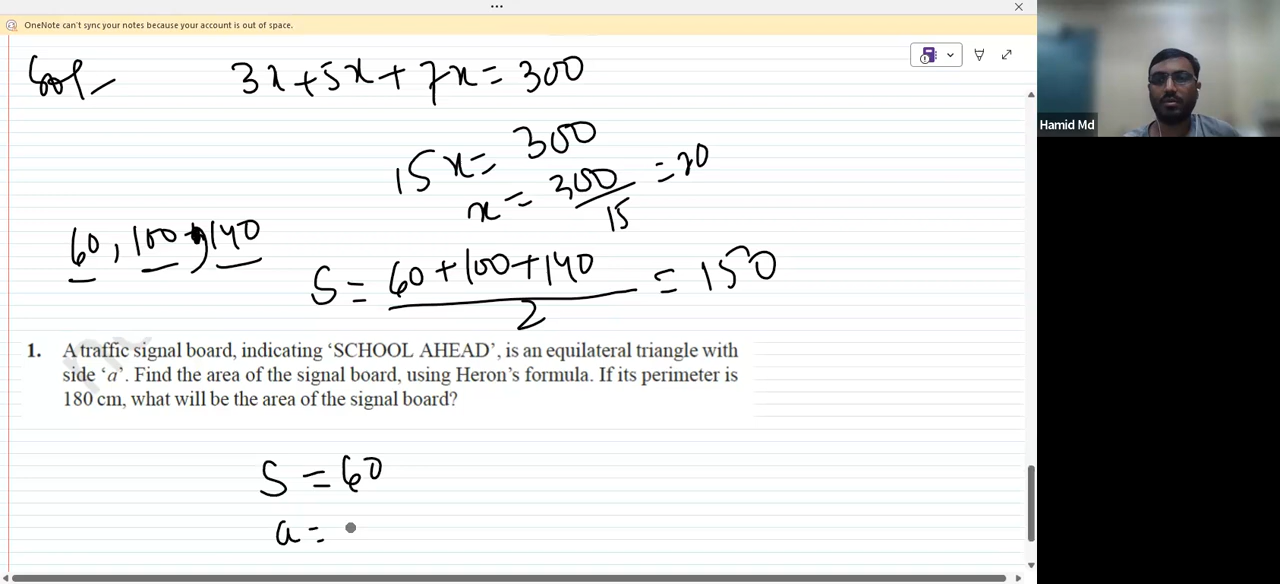 OneNote can't sync your notes because your account is out of space.
Sol
3x+5x+7x=300
15x=300
x=300/15=20
60, 100, 140
S=60+100+140/2=150
Hamid Md
1. A traffic signal board, indicating ‘SCHOOL AHEAD’, is an equilateral triangle with
side ‘a’. Find the area of the signal board, using Heron’s formula. If its perimeter is
180 cm, what will be the area of the signal board?
S=60
a=